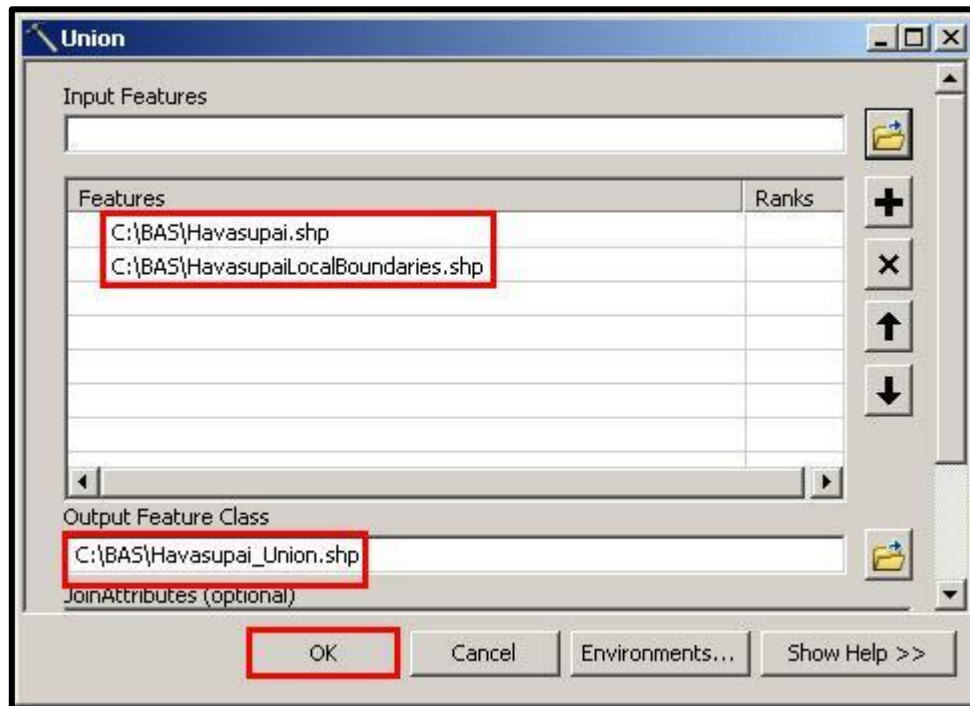 Union
Input Features
Features Ranks
C:\BAS\Havasupai.shp
C:\BAS\HavasupaiLocalBoundaries.shp
Output Feature Class
C:\BAS\Havasupai_Union.shp
JoinAttributes (optional)
OK Cancel Environments... Show Help >>